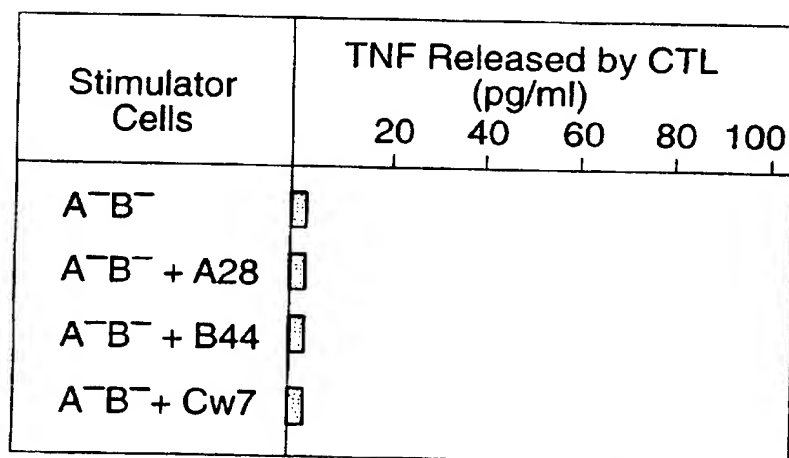 Stimulator
Cells
TNF Released by CTL
(pg/ml)
20 40 60 80 100
A⁻B⁻
A⁻B⁻ + A28
A⁻B⁻ + B44
A⁻B⁻ + Cw7